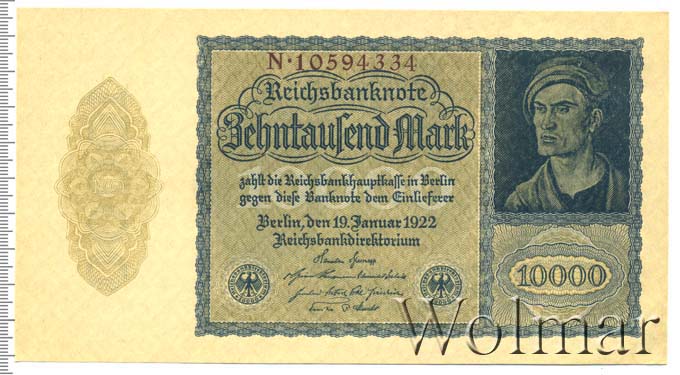 N·10594334
Reichsbanknote
Zehntausend Mark
zahlt die Reichsbankhauptkasse in Berlin
gegen diese Banknote dem Einlieferer
Berlin, den 19. Januar 1922
Reichsbankdirektorium
10000
Wolmar